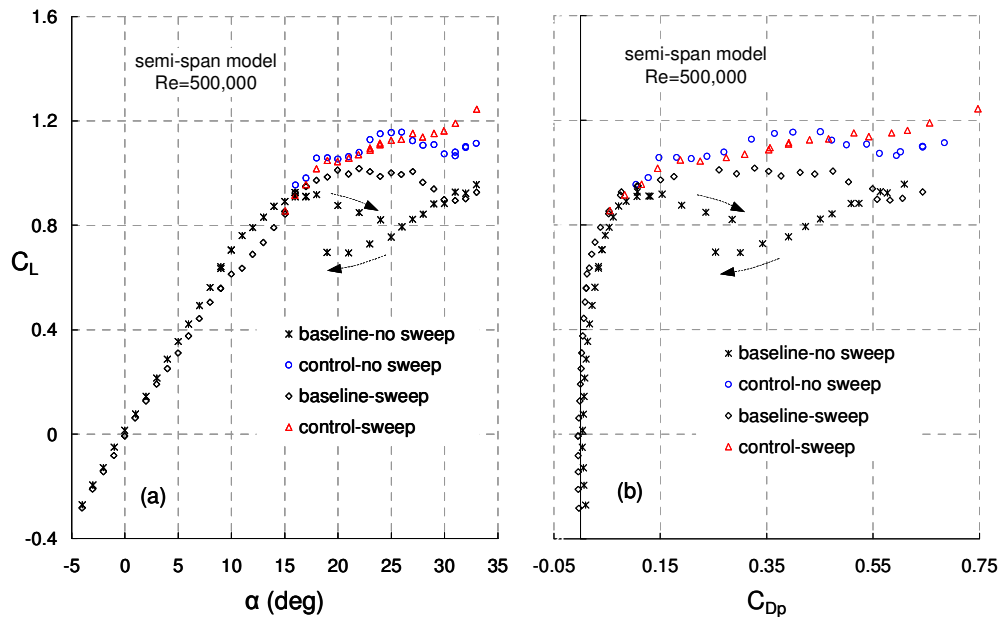 1.6
1.2
0.8
0.4
0
-0.4
C_L
semi-span model
Re=500,000
baseline-no sweep
control-no sweep
baseline-sweep
control-sweep
(a)
-5 0 5 10 15 20 25 30 35
α (deg)
semi-span model
Re=500,000
baseline-no sweep
control-no sweep
baseline-sweep
control-sweep
(b)
-0.05 0.15 0.35 0.55 0.75
C_Dp